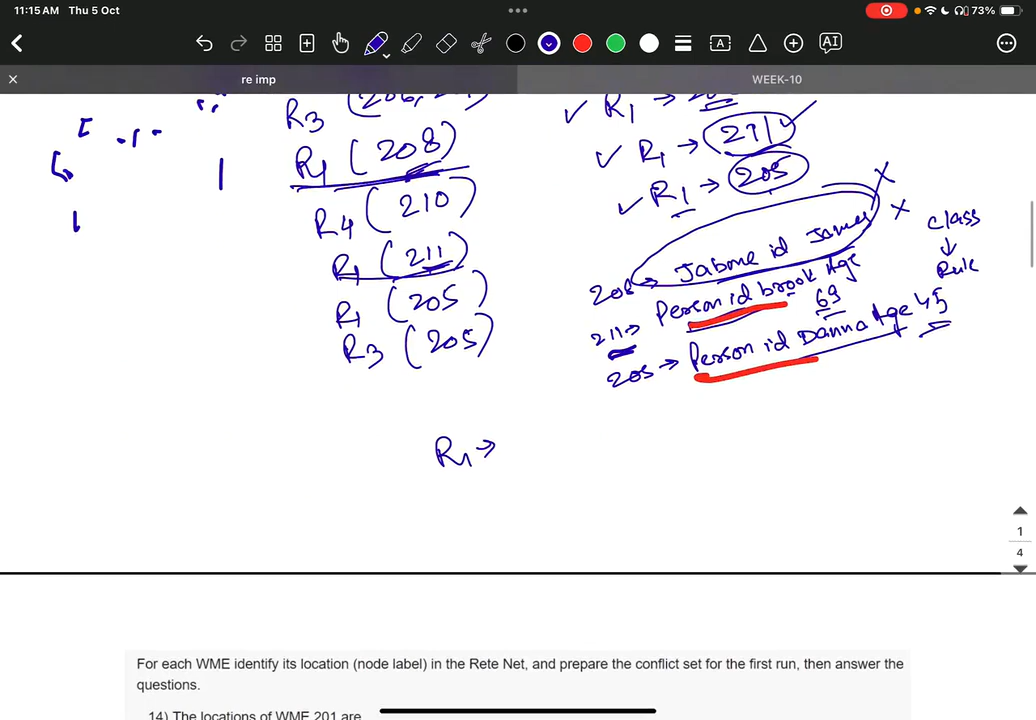 11:15 AM Thu 5 Oct
73%
re imp
WEEK-10
R3
R1 →
R1 (208)
R1 → 211
R4 (210)
R1 → 205
R1 (211)
R1 (205)
R3 (205)
208 → Jabone id James
211 → Person id brook Age 69
205 → Person id Danna Age 45
class
↓
Rule
R1 →
1
4
For each WME identify its location (node label) in the Rete Net, and prepare the conflict set for the first run, then answer the
questions.
14) The locations of WME 201 are